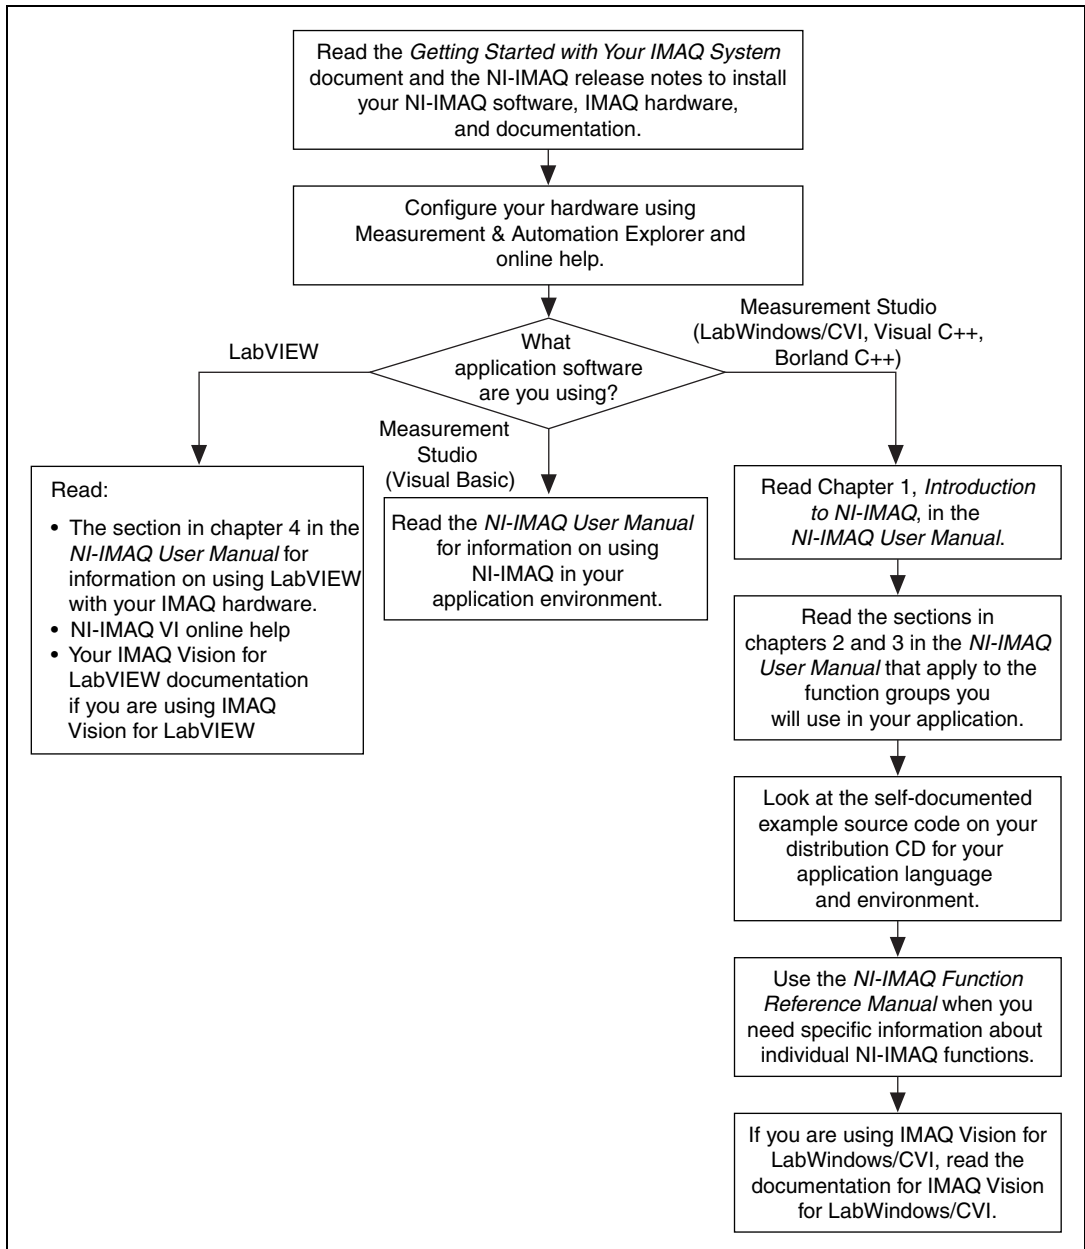 Read the Getting Started with Your IMAQ System
document and the NI-IMAQ release notes to install
your NI-IMAQ software, IMAQ hardware,
and documentation.
Configure your hardware using
Measurement & Automation Explorer and
online help.
What
application software
are you using?
LabVIEW
Measurement Studio
(LabWindows/CVI, Visual C++,
Borland C++)
Measurement
Studio
(Visual Basic)
Read:
• The section in chapter 4 in the
NI-IMAQ User Manual for
information on using LabVIEW
with your IMAQ hardware.
• NI-IMAQ VI online help
• Your IMAQ Vision for
LabVIEW documentation
if you are using IMAQ
Vision for LabVIEW
Read the NI-IMAQ User Manual
for information on using
NI-IMAQ in your
application environment.
Read Chapter 1, Introduction
to NI-IMAQ, in the
NI-IMAQ User Manual.
Read the sections in
chapters 2 and 3 in the NI-IMAQ
User Manual that apply to the
function groups you
will use in your application.
Look at the self-documented
example source code on your
distribution CD for your
application language
and environment.
Use the NI-IMAQ Function
Reference Manual when you
need specific information about
individual NI-IMAQ functions.
If you are using IMAQ Vision for
LabWindows/CVI, read the
documentation for IMAQ Vision
for LabWindows/CVI.